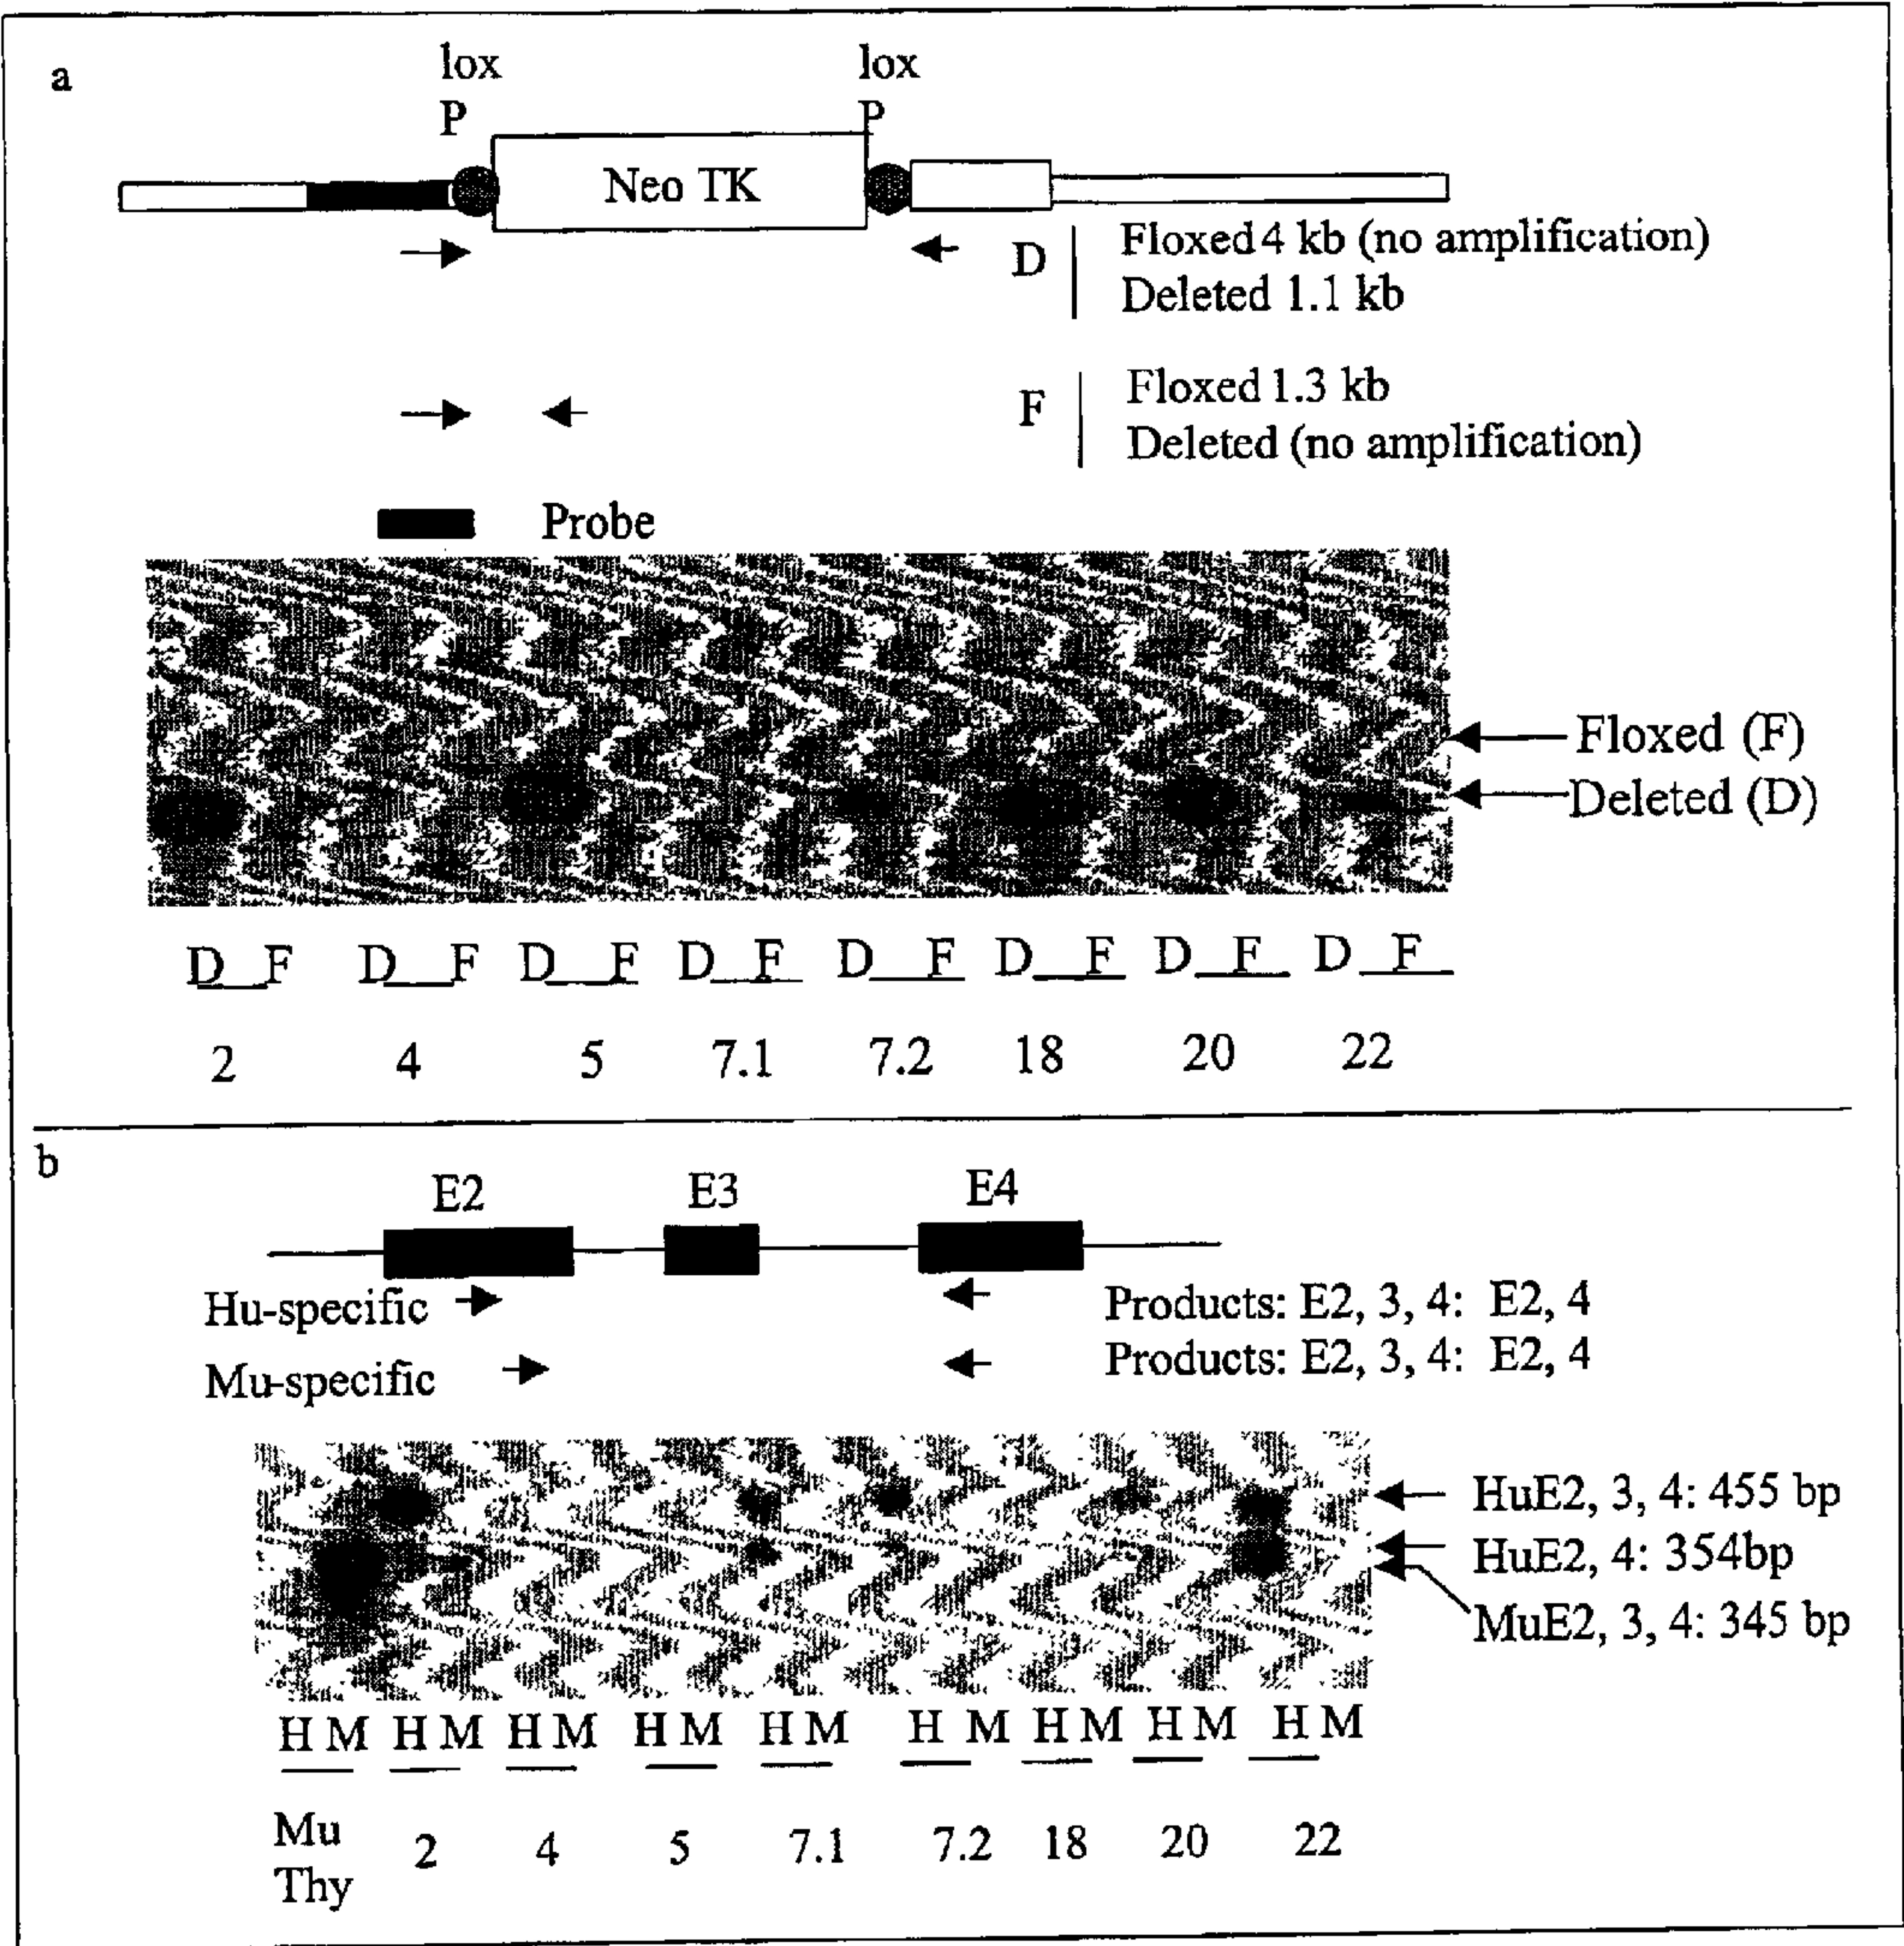 a
lox
P
lox
P
Neo TK
D
Floxed 4 kb (no amplification)
Deleted 1.1 kb
F
Floxed 1.3 kb
Deleted (no amplification)
Probe
Floxed (F)
Deleted (D)
D F D F D F D F D F D F D F D F
2 4 5 7.1 7.2 18 20 22
b
E2 E3 E4
Hu-specific
Products: E2, 3, 4: E2, 4
Mu-specific
Products: E2, 3, 4: E2, 4
HuE2, 3, 4: 455 bp
HuE2, 4: 354bp
MuE2, 3, 4: 345 bp
H M H M H M H M H M H M H M H M H M
Mu
Thy
2 4 5 7.1 7.2 18 20 22